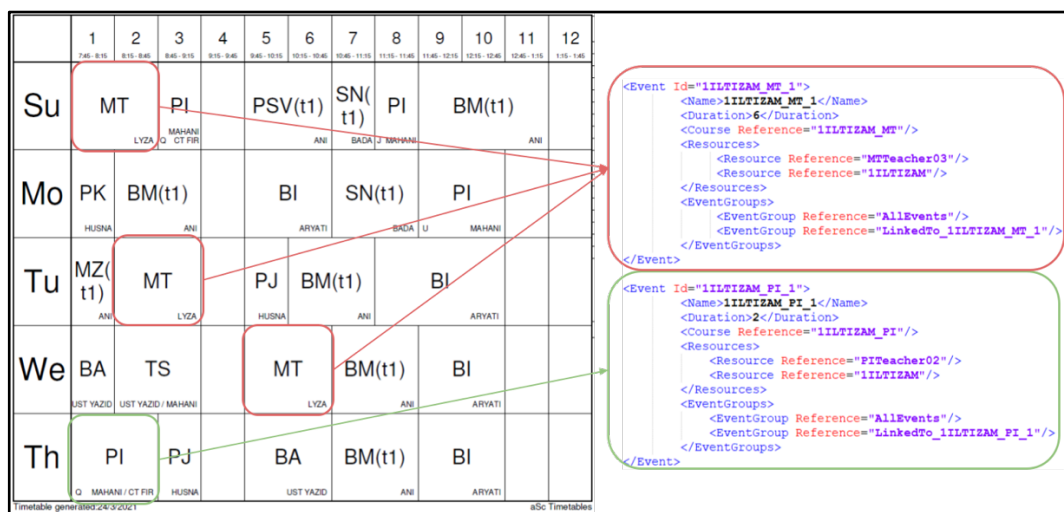 1 2 3 4 5 6 7 8 9 10 11 12
7:45 - 8:15 8:15 - 8:45 8:45 - 9:15 9:15 - 9:45 9:45 - 10:15 10:15 - 10:45 10:45 - 11:15 11:15 - 11:45 11:45 - 12:15 12:15 - 12:45 12:45 - 1:15 1:15 - 1:45
Su MT PI PSV(t1) SN( t1) PI BM(t1)
LYZA Q MAHANI CT FIR ANI BADA J MAHANI ANI
Mo PK BM(t1) BI SN(t1) PI
HUSNA ANI ARYATI BADA U MAHANI
Tu MZ( t1) MT PJ BM(t1) BI
ANI LYZA HUSNA ANI ARYATI
We BA TS MT BM(t1) BI
UST YAZID UST YAZID / MAHANI LYZA ANI ARYATI
Th PI PJ BA BM(t1) BI
Q MAHANI / CT FIR HUSNA UST YAZID ANI ARYATI
Timetable generated:24/3/2021 aSc Timetables
<Event Id="1ILTIZAM_MT_1">
<Name>1ILTIZAM_MT_1</Name>
<Duration>6</Duration>
<Course Reference="1ILTIZAM_MT"/>
<Resources>
<Resource Reference="MTTeacher03"/>
<Resource Reference="1ILTIZAM"/>
</Resources>
<EventGroups>
<EventGroup Reference="AllEvents"/>
<EventGroup Reference="LinkedTo_1ILTIZAM_MT_1"/>
</EventGroups>
</Event>
<Event Id="1ILTIZAM_PI_1">
<Name>1ILTIZAM_PI_1</Name>
<Duration>2</Duration>
<Course Reference="1ILTIZAM_PI"/>
<Resources>
<Resource Reference="PITeacher02"/>
<Resource Reference="1ILTIZAM"/>
</Resources>
<EventGroups>
<EventGroup Reference="AllEvents"/>
<EventGroup Reference="LinkedTo_1ILTIZAM_PI_1"/>
</EventGroups>
</Event>